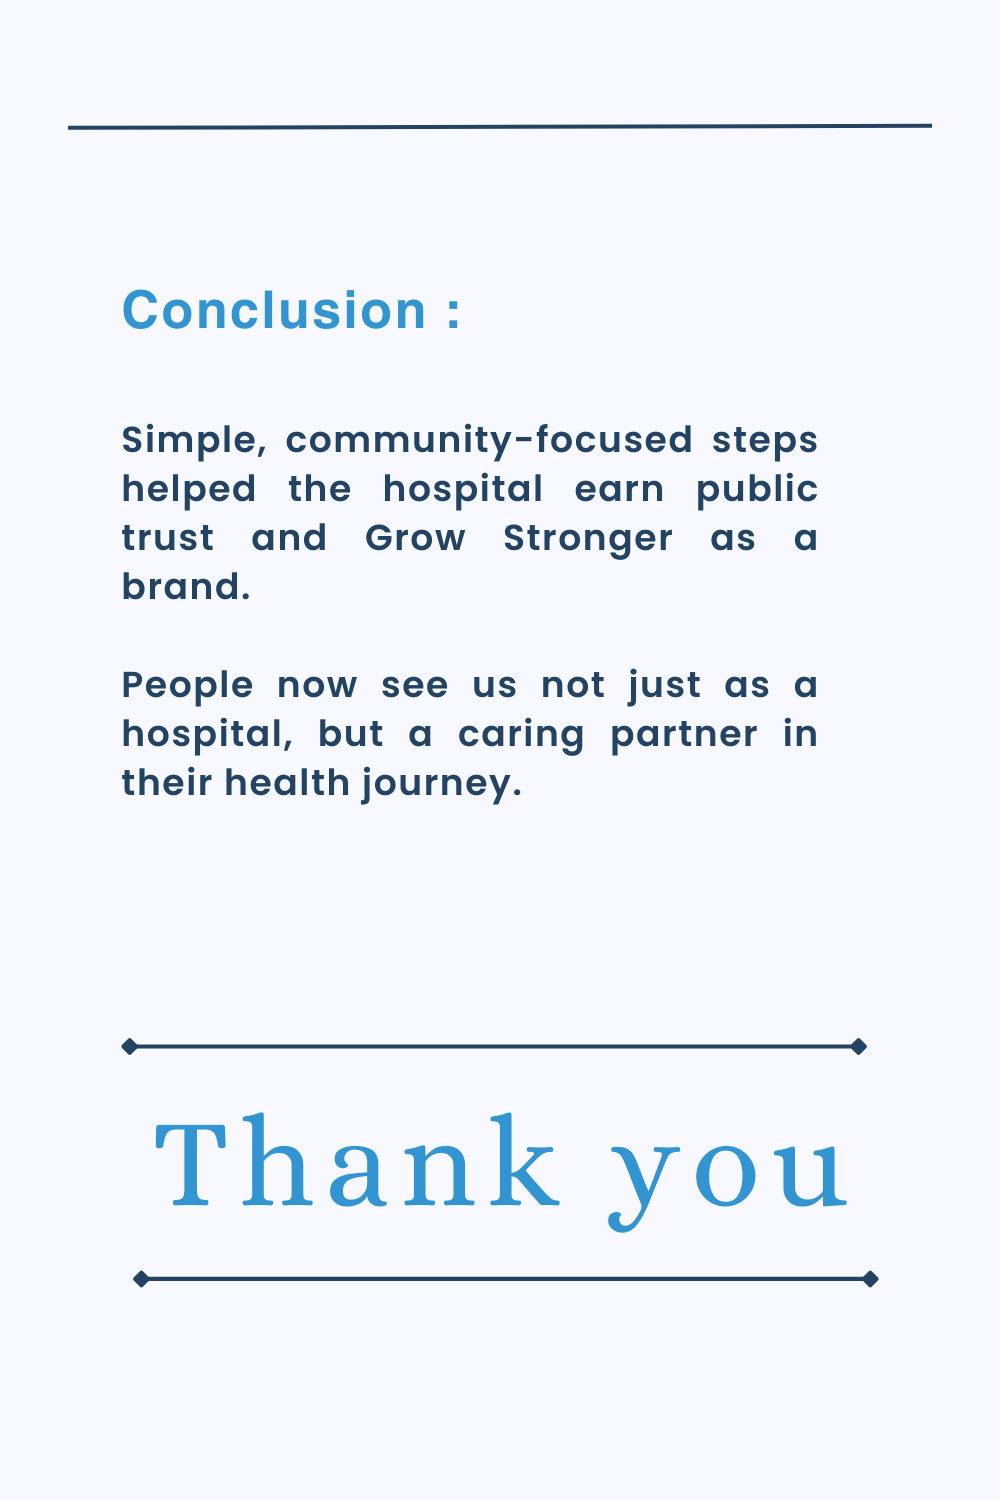 Conclusion :
Simple, community-focused steps
helped the hospital earn public
trust and Grow Stronger as a
brand.
People now see us not just as a
hospital, but a caring partner in
their health journey.
Thank you